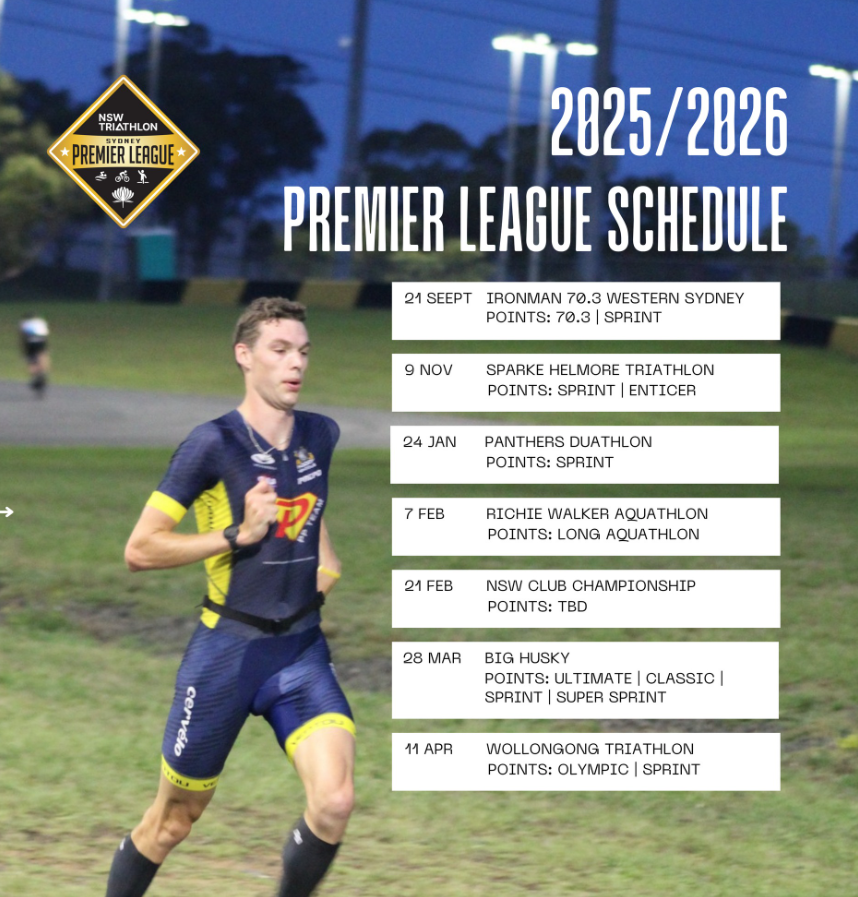 NSW
TRIATHLON
SYDNEY
PREMIER LEAGUE
2025/2026
PREMIER LEAGUE SCHEDULE
21 SEEPT IRONMAN 70.3 WESTERN SYDNEY
POINTS: 70.3 | SPRINT
9 NOV SPARKE HELMORE TRIATHLON
POINTS: SPRINT | ENTICER
24 JAN PANTHERS DUATHLON
POINTS: SPRINT
7 FEB RICHIE WALKER AQUATHLON
POINTS: LONG AQUATHLON
21 FEB NSW CLUB CHAMPIONSHIP
POINTS: TBD
28 MAR BIG HUSKY
POINTS: ULTIMATE | CLASSIC |
SPRINT | SUPER SPRINT
11 APR WOLLONGONG TRIATHLON
POINTS: OLYMPIC | SPRINT
PP TEAM
cervélo